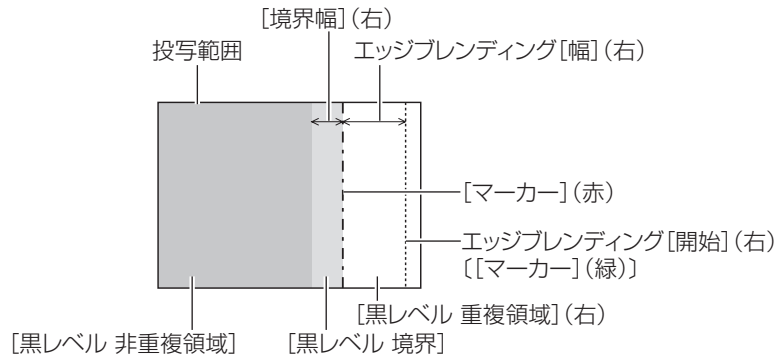 [境界幅](右)
投写範囲
エッジブレンディング[幅](右)
[マーカー](赤)
エッジブレンディング[開始](右)
〔[マーカー](緑)〕
[黒レベル 重複領域](右)
[黒レベル 非重複領域]
[黒レベル 境界]